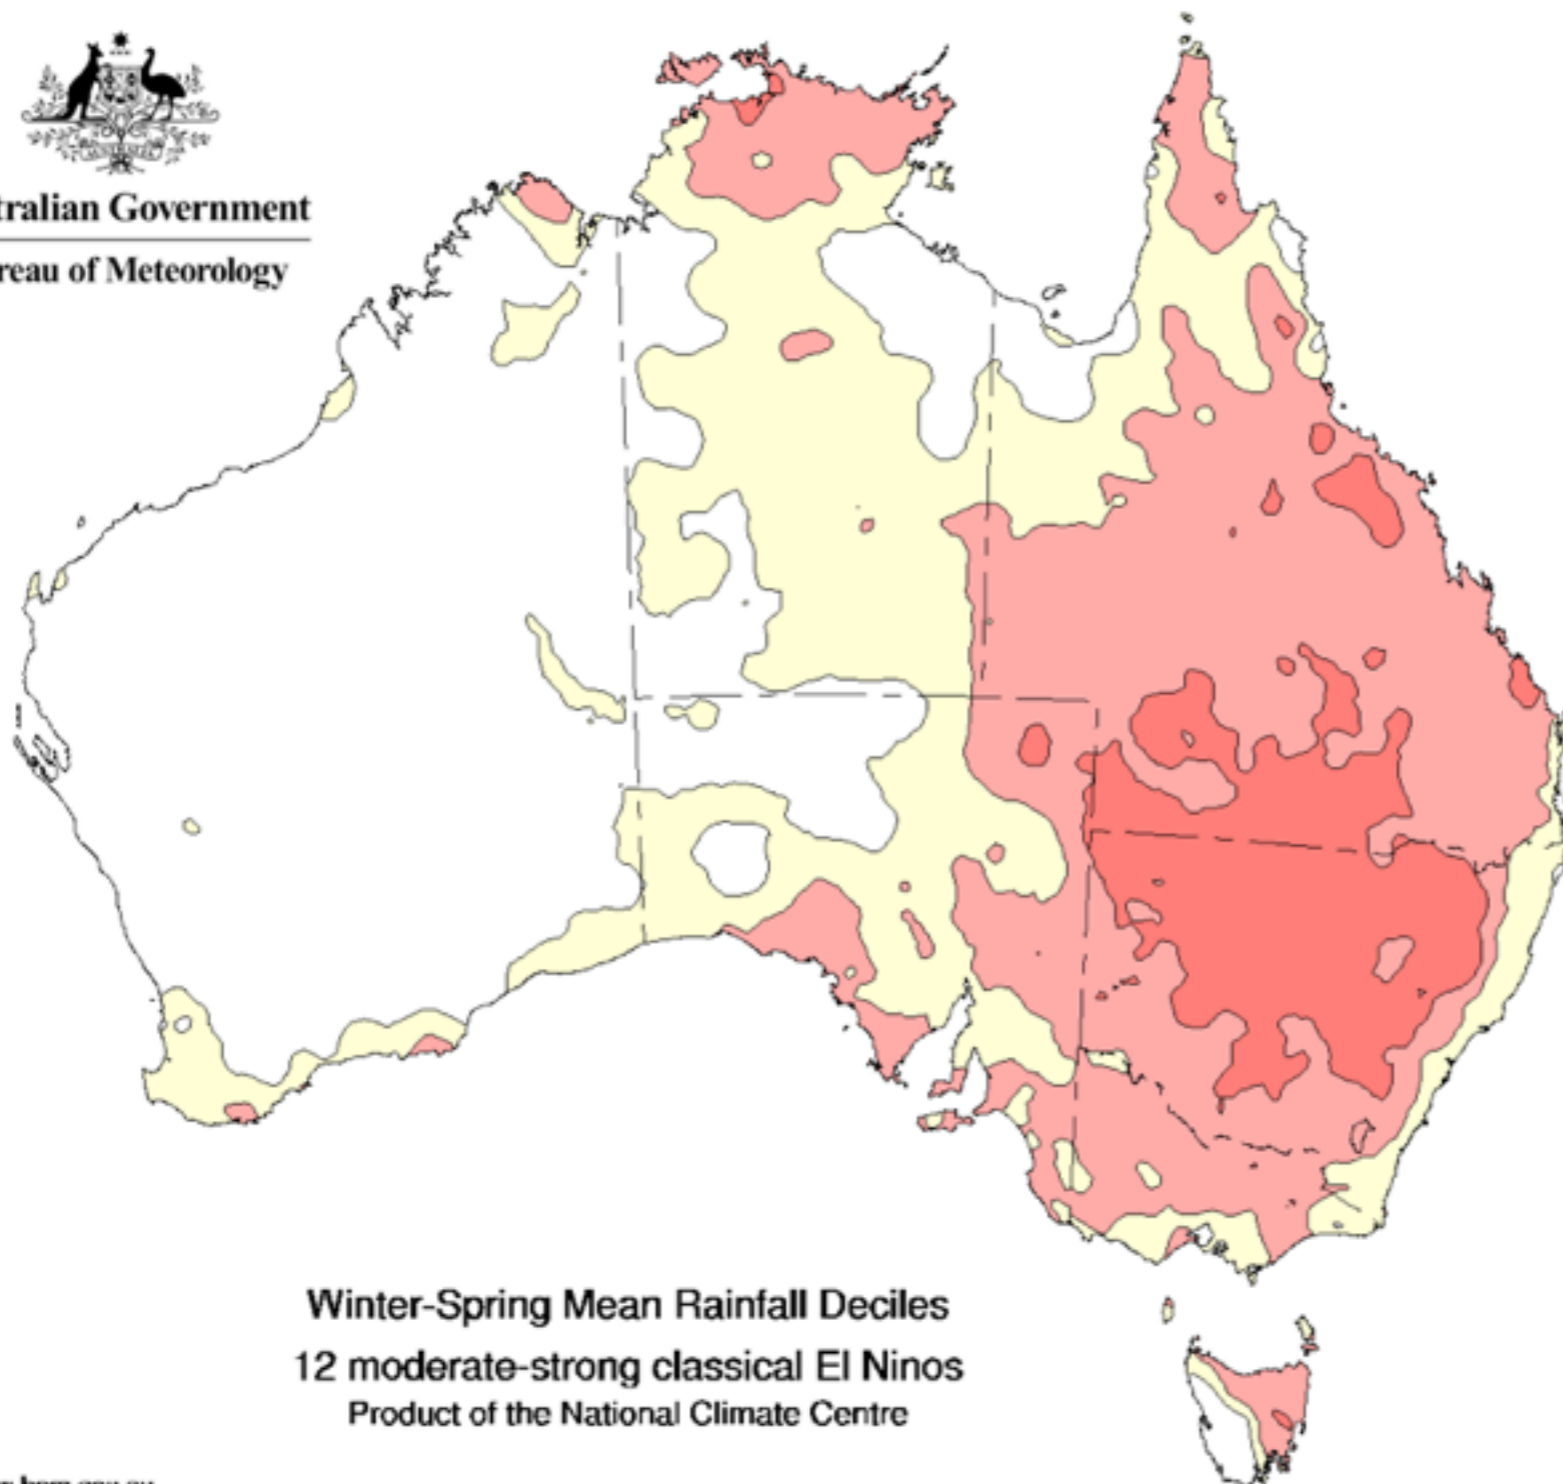 AUSTRALIA
tralian Government
reau of Meteorology
Winter-Spring Mean Rainfall Deciles
12 moderate-strong classical El Ninos
Product of the National Climate Centre